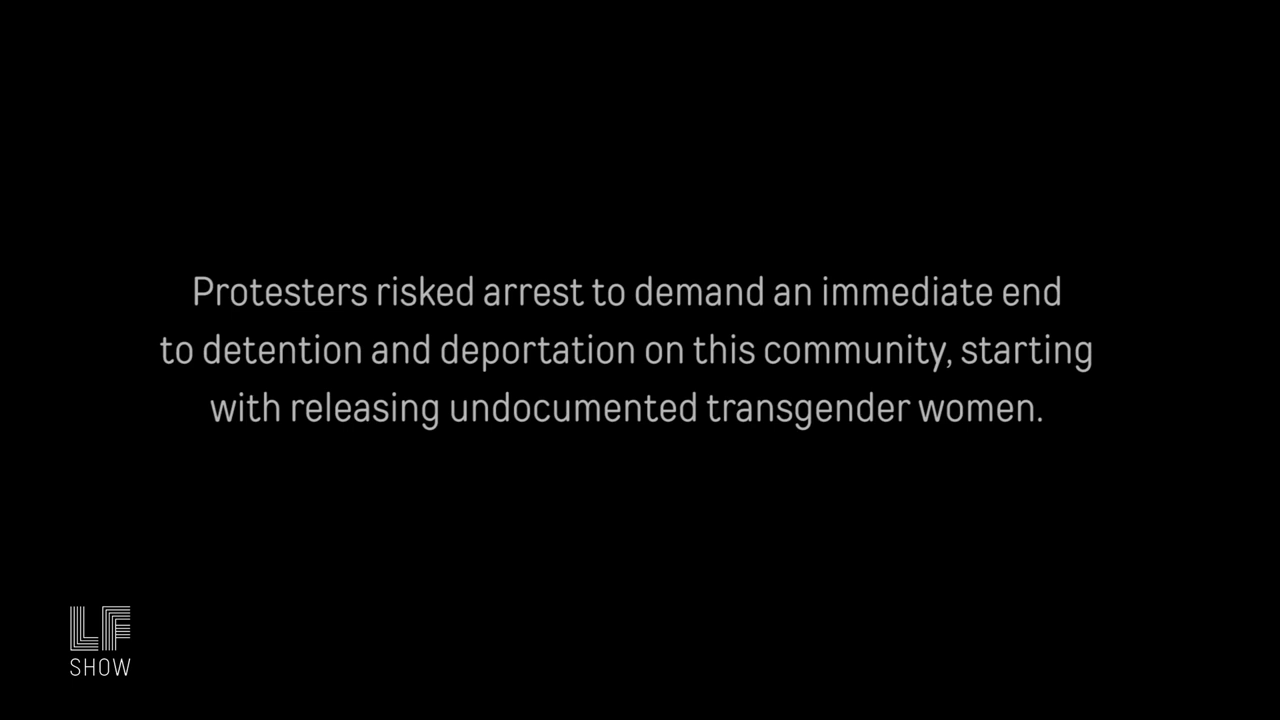 Protesters risked arrest to demand an immediate end
to detention and deportation on this community, starting
with releasing undocumented transgender women.
LF
SHOW